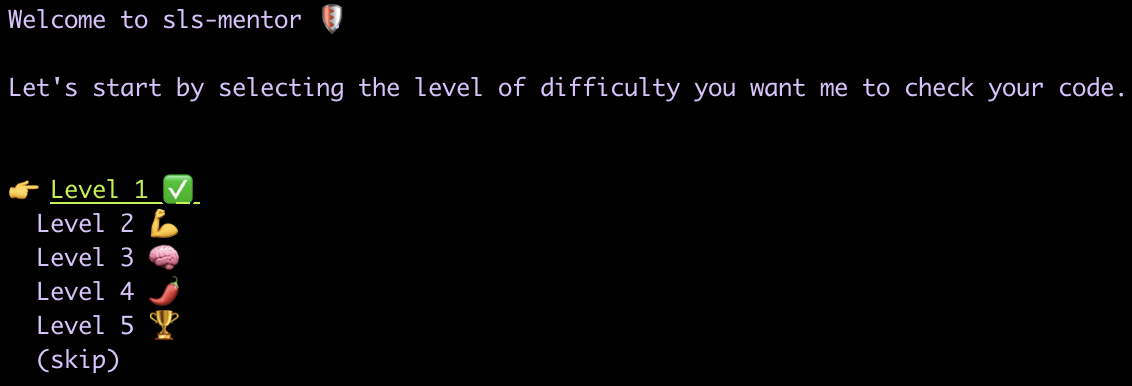 Welcome to sls-mentor 🛡️
Let's start by selecting the level of difficulty you want me to check your code.
👉 Level 1 ✅
Level 2 💪
Level 3 🧠
Level 4 🌶️
Level 5 🏆
(skip)